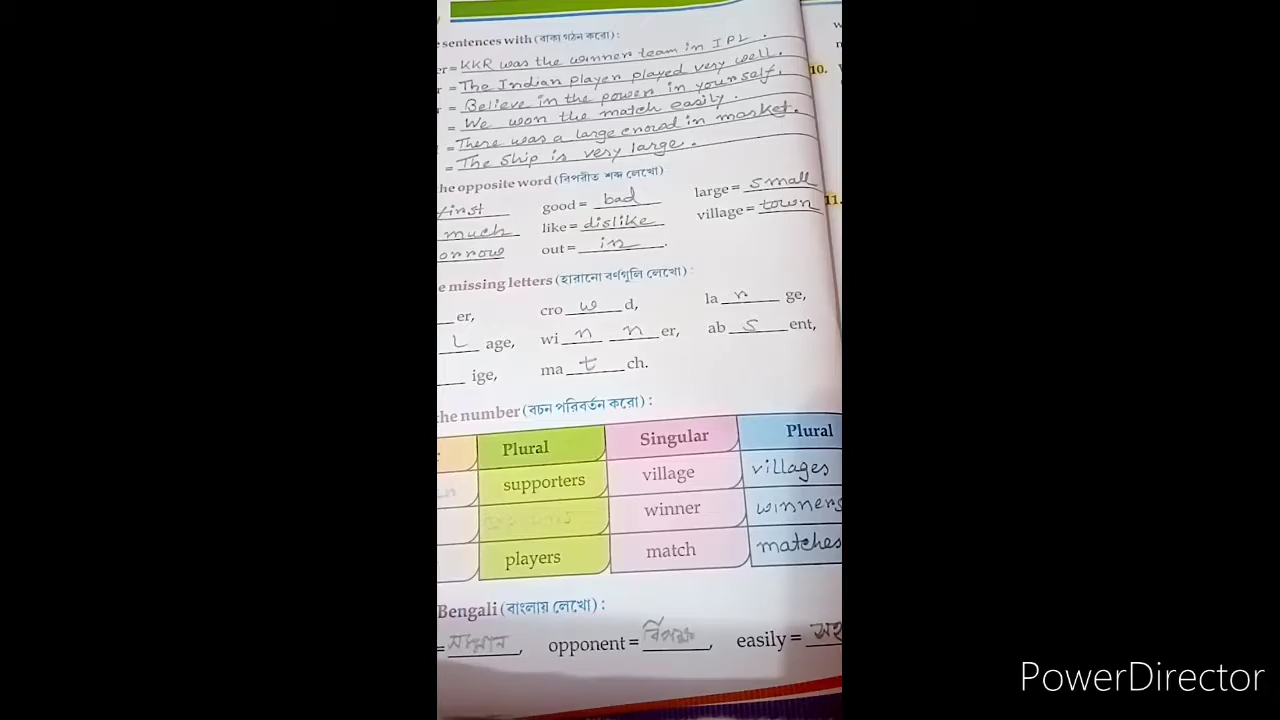 sentences with (বাক্য গঠন করো) :
er = KKR was the winner team in IPL .
r = The Indian player played very well.
r = Believe in the power in yourself.
= We won the match easily .
= There was a large crowd in market.
= The ship is very large .
he opposite word (বিপরীত শব্দ লেখো)
first good = bad large = small
much like = dislike village = town
orrow out = in .
e missing letters (হারানো বর্ণগুলি লেখো) :
er, cro w d, la r ge,
L age, wi n n er, ab s ent,
ige, ma t ch.
the number (বচন পরিবর্তন করো) :
Plural Singular Plural
supporters village villages
winner winners
players match matches
Bengali (বাংলায় লেখো) :
= সম্মান, opponent = বিপক্ষ, easily = সহ
10.
11.
PowerDirector